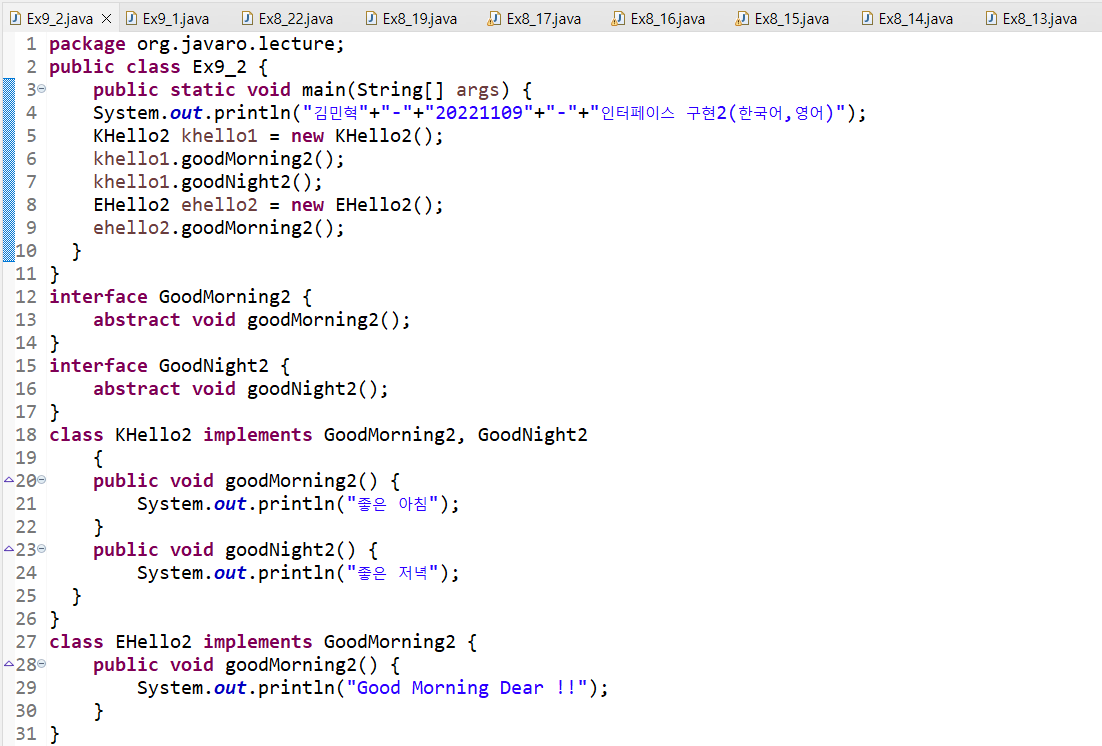 Ex9_2.java Ex9_1.java Ex8_22.java Ex8_19.java Ex8_17.java Ex8_16.java Ex8_15.java Ex8_14.java Ex8_13.java
1 package org.javaro.lecture;
2 public class Ex9_2 {
3 public static void main(String[] args) {
4 System.out.println("김민혁"+"-"+"20221109"+"-"+"인터페이스 구현2(한국어,영어)");
5 KHello2 khello1 = new KHello2();
6 khello1.goodMorning2();
7 khello1.goodNight2();
8 EHello2 ehello2 = new EHello2();
9 ehello2.goodMorning2();
10 }
11 }
12 interface GoodMorning2 {
13 abstract void goodMorning2();
14 }
15 interface GoodNight2 {
16 abstract void goodNight2();
17 }
18 class KHello2 implements GoodMorning2, GoodNight2
19 {
20 public void goodMorning2() {
21 System.out.println("좋은 아침");
22 }
23 public void goodNight2() {
24 System.out.println("좋은 저녁");
25 }
26 }
27 class EHello2 implements GoodMorning2 {
28 public void goodMorning2() {
29 System.out.println("Good Morning Dear !!");
30 }
31 }